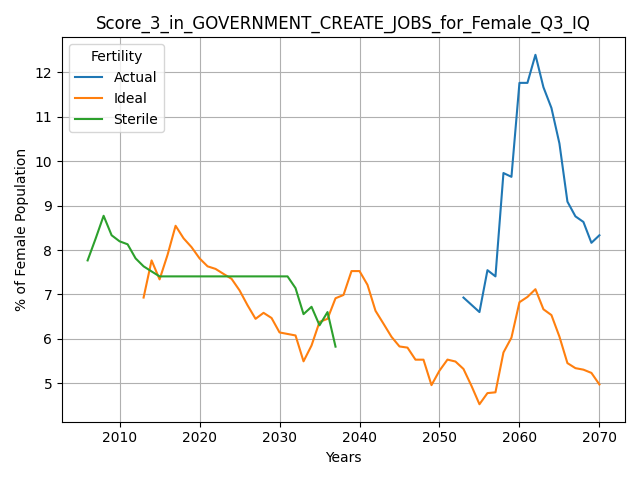 Score_3_in_GOVERNMENT_CREATE_JOBS_for_Female_Q3_IQ
Fertility
Actual
Ideal
Sterile
% of Female Population
12
11
10
9
8
7
6
5
2010 2020 2030 2040 2050 2060 2070
Years